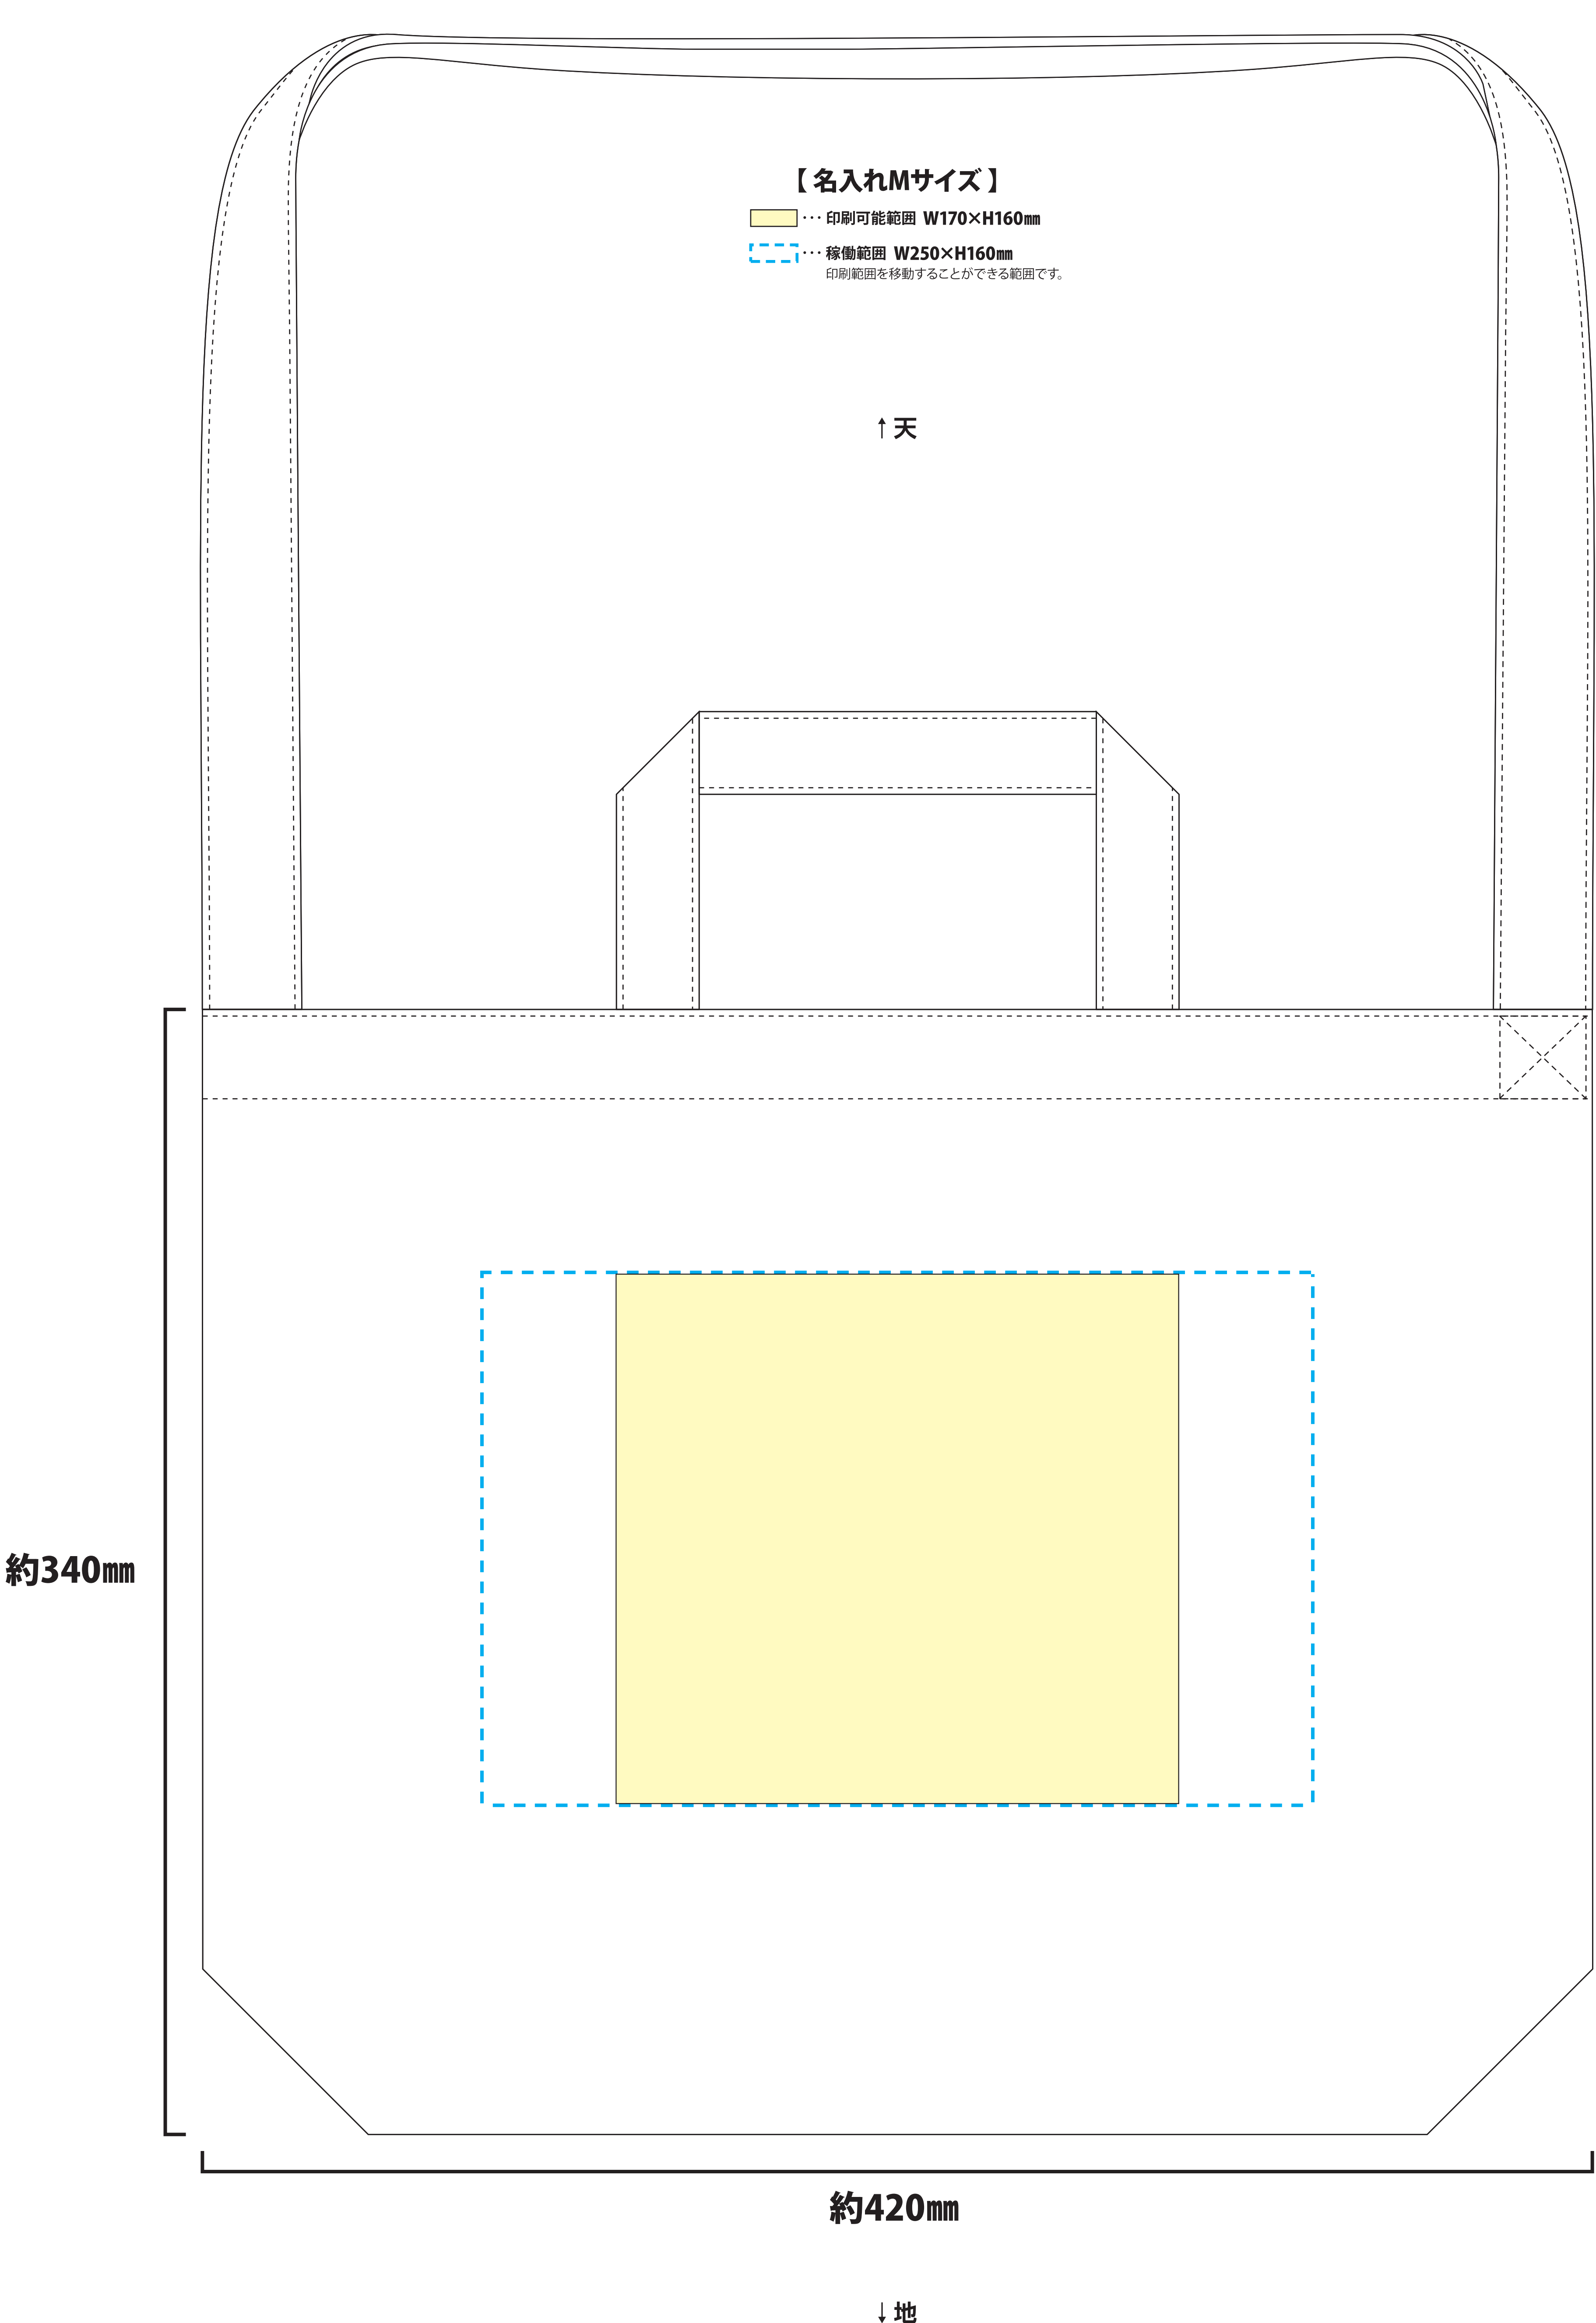 【 名入れMサイズ 】
･･･ 印刷可能範囲 W170×H160㎜
･･･ 稼働範囲 W250×H160㎜
印刷範囲を移動することができる範囲です。
↑ 天
約340㎜
約420㎜
↓ 地